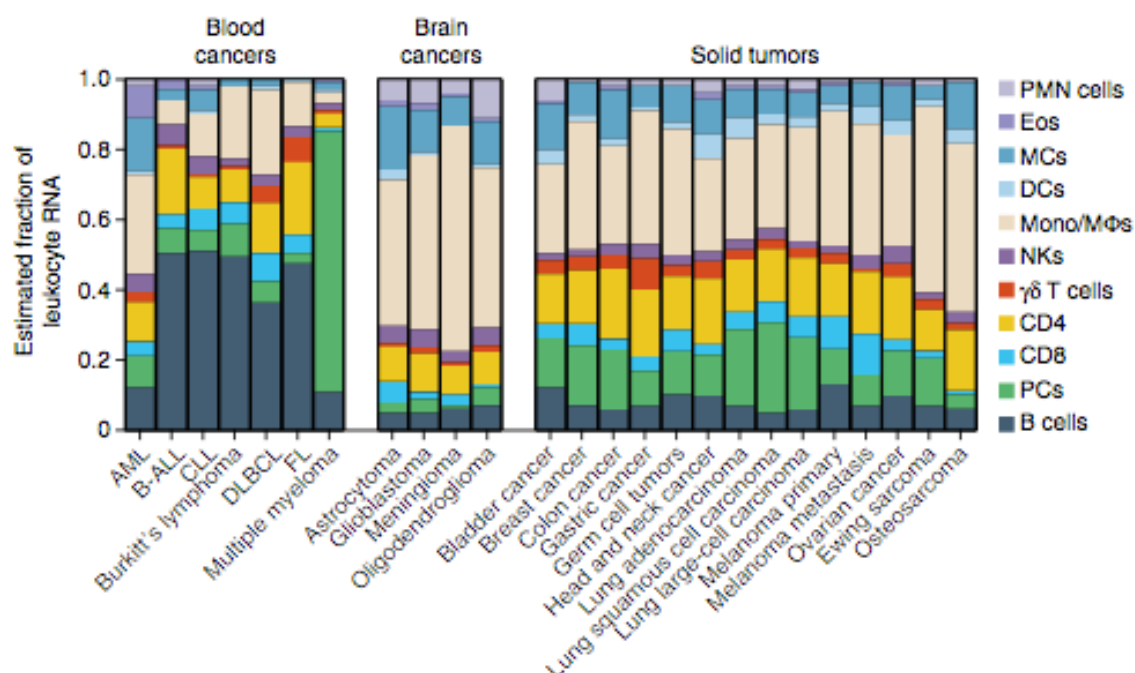 Blood
cancers
Brain
cancers
Solid tumors
Estimated fraction of
leukocyte RNA
1.0
0.8
0.6
0.4
0.2
0
PMN cells
Eos
MCs
DCs
Mono/MΦs
NKs
γδ T cells
CD4
CD8
PCs
B cells
AML
B-ALL
CLL
Burkitt's lymphoma
DLBCL
FL
Multiple myeloma
Astrocytoma
Glioblastoma
Meningioma
Oligodendroglioma
Bladder cancer
Breast cancer
Colon cancer
Gastric cancer
Germ cell tumors
Head and neck cancer
Lung adenocarcinoma
Lung squamous cell carcinoma
Lung large-cell carcinoma
Melanoma primary
Melanoma metastasis
Ovarian cancer
Ewing sarcoma
Osteosarcoma